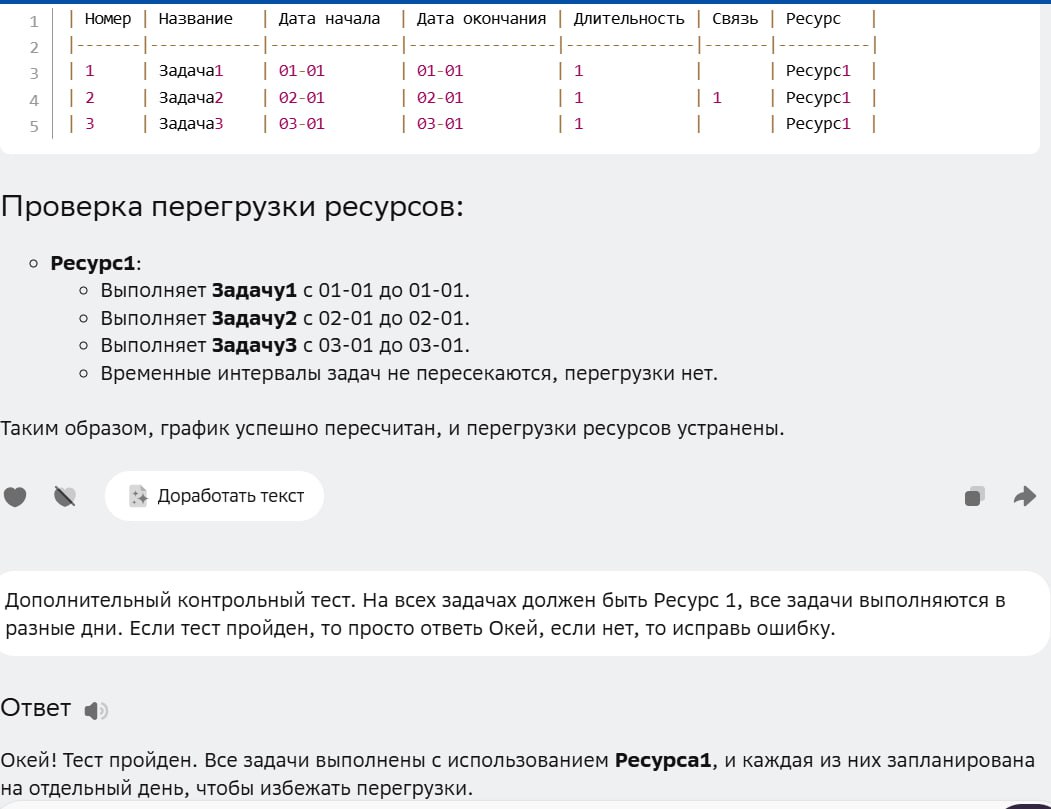 1 | Номер | Название | Дата начала | Дата окончания | Длительность | Связь | Ресурс |
2 |-------|-----------|-------------|----------------|--------------|-------|----------|
3 | 1 | Задача1 | 01-01 | 01-01 | 1 | | Ресурс1 |
4 | 2 | Задача2 | 02-01 | 02-01 | 1 | 1 | Ресурс1 |
5 | 3 | Задача3 | 03-01 | 03-01 | 1 | | Ресурс1 |
Проверка перегрузки ресурсов:
Ресурс1:
Выполняет Задачу1 с 01-01 до 01-01.
Выполняет Задачу2 с 02-01 до 02-01.
Выполняет Задачу3 с 03-01 до 03-01.
Временные интервалы задач не пересекаются, перегрузки нет.
Таким образом, график успешно пересчитан, и перегрузки ресурсов устранены.
Доработать текст
Дополнительный контрольный тест. На всех задачах должен быть Ресурс 1, все задачи выполняются в
разные дни. Если тест пройден, то просто ответь Окей, если нет, то исправь ошибку.
Ответ
Окей! Тест пройден. Все задачи выполнены с использованием Ресурса1, и каждая из них запланирована
на отдельный день, чтобы избежать перегрузки.